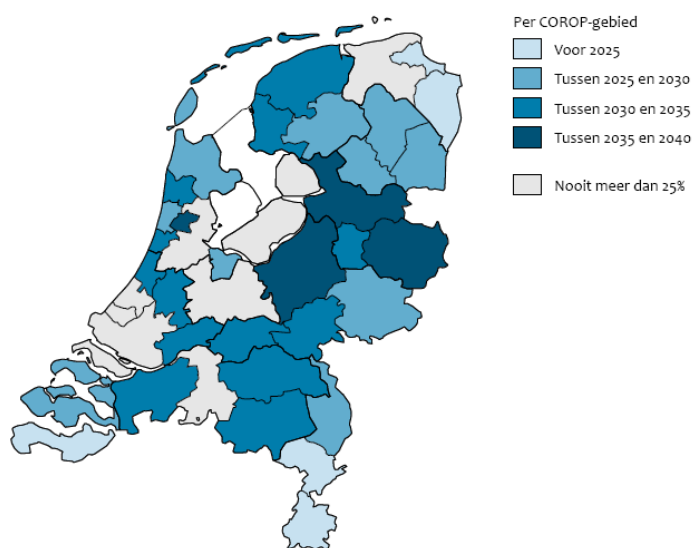 Per COROP-gebied
Voor 2025
Tussen 2025 en 2030
Tussen 2030 en 2035
Tussen 2035 en 2040
Nooit meer dan 25%